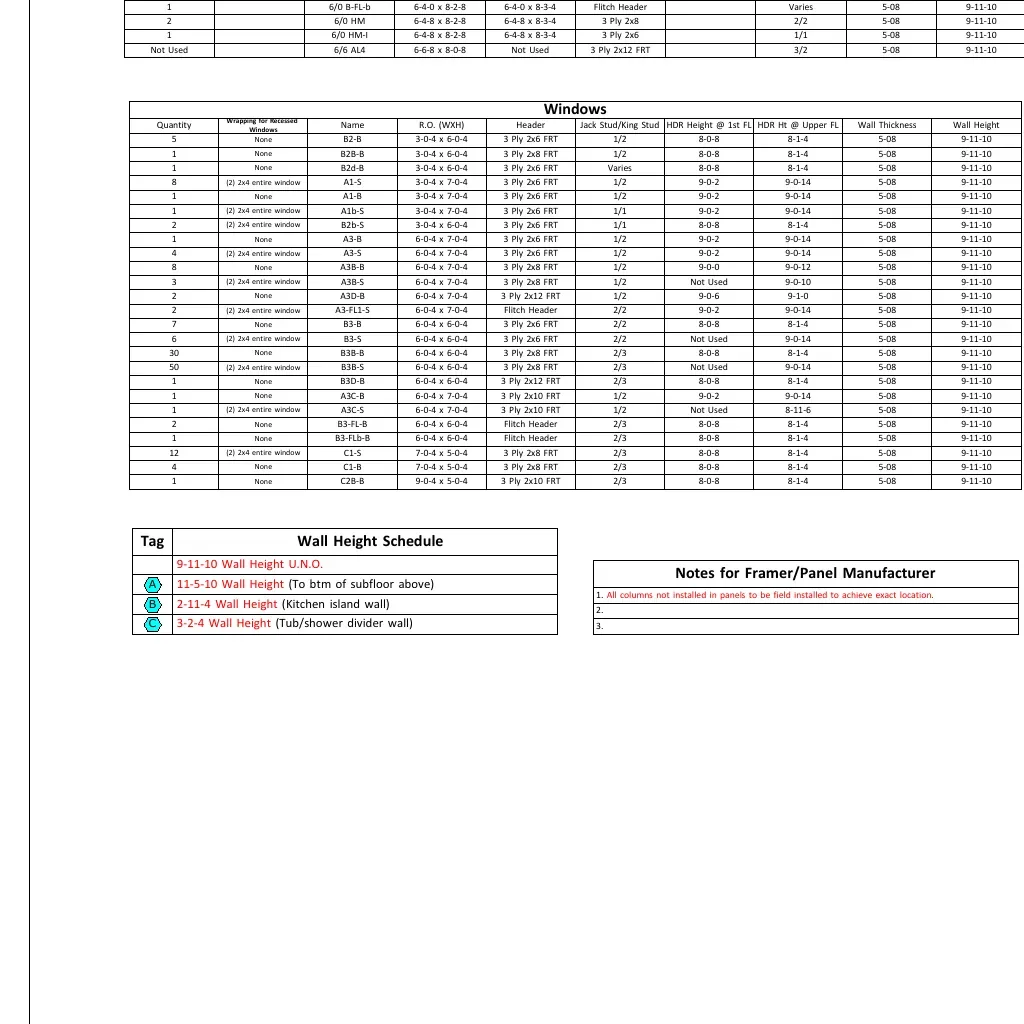 1 6/0 B-FL-b 6-4-0 x 8-2-8 6-4-0 x 8-3-4 Flitch Header Varies 5-08 9-11-10
2 6/0 HM 6-4-8 x 8-2-8 6-4-8 x 8-3-4 3 Ply 2x8 2/2 5-08 9-11-10
1 6/0 HM-I 6-4-8 x 8-2-8 6-4-8 x 8-3-4 3 Ply 2x6 1/1 5-08 9-11-10
Not Used 6/6 AL4 6-6-8 x 8-0-8 Not Used 3 Ply 2x12 FRT 3/2 5-08 9-11-10
Windows
Quantity Wrapping for Recessed Windows Name R.O. (WXH) Header Jack Stud/King Stud HDR Height @ 1st FL HDR Ht @ Upper FL Wall Thickness Wall Height
5 None B2-B 3-0-4 x 6-0-4 3 Ply 2x6 FRT 1/2 8-0-8 8-1-4 5-08 9-11-10
1 None B2B-B 3-0-4 x 6-0-4 3 Ply 2x8 FRT 1/2 8-0-8 8-1-4 5-08 9-11-10
1 None B2d-B 3-0-4 x 6-0-4 3 Ply 2x6 FRT Varies 8-0-8 8-1-4 5-08 9-11-10
8 (2) 2x4 entire window A1-S 3-0-4 x 7-0-4 3 Ply 2x6 FRT 1/2 9-0-2 9-0-14 5-08 9-11-10
1 None A1-B 3-0-4 x 7-0-4 3 Ply 2x6 FRT 1/2 9-0-2 9-0-14 5-08 9-11-10
1 (2) 2x4 entire window A1b-S 3-0-4 x 7-0-4 3 Ply 2x6 FRT 1/1 9-0-2 9-0-14 5-08 9-11-10
2 (2) 2x4 entire window B2b-S 3-0-4 x 6-0-4 3 Ply 2x6 FRT 1/1 8-0-8 8-1-4 5-08 9-11-10
1 None A3-B 6-0-4 x 7-0-4 3 Ply 2x6 FRT 1/2 9-0-2 9-0-14 5-08 9-11-10
4 (2) 2x4 entire window A3-S 6-0-4 x 7-0-4 3 Ply 2x6 FRT 1/2 9-0-2 9-0-14 5-08 9-11-10
8 None A3B-B 6-0-4 x 7-0-4 3 Ply 2x8 FRT 1/2 9-0-0 9-0-12 5-08 9-11-10
3 (2) 2x4 entire window A3B-S 6-0-4 x 7-0-4 3 Ply 2x8 FRT 1/2 Not Used 9-0-10 5-08 9-11-10
2 None A3D-B 6-0-4 x 7-0-4 3 Ply 2x12 FRT 1/2 9-0-6 9-1-0 5-08 9-11-10
2 (2) 2x4 entire window A3-FL1-S 6-0-4 x 7-0-4 Flitch Header 2/2 9-0-2 9-0-14 5-08 9-11-10
7 None B3-B 6-0-4 x 6-0-4 3 Ply 2x6 FRT 2/2 8-0-8 8-1-4 5-08 9-11-10
6 (2) 2x4 entire window B3-S 6-0-4 x 6-0-4 3 Ply 2x6 FRT 2/2 Not Used 9-0-14 5-08 9-11-10
30 None B3B-B 6-0-4 x 6-0-4 3 Ply 2x8 FRT 2/3 8-0-8 8-1-4 5-08 9-11-10
50 (2) 2x4 entire window B3B-S 6-0-4 x 6-0-4 3 Ply 2x8 FRT 2/3 Not Used 9-0-14 5-08 9-11-10
1 None B3D-B 6-0-4 x 6-0-4 3 Ply 2x12 FRT 2/3 8-0-8 8-1-4 5-08 9-11-10
1 None A3C-B 6-0-4 x 7-0-4 3 Ply 2x10 FRT 1/2 9-0-2 9-0-14 5-08 9-11-10
1 (2) 2x4 entire window A3C-S 6-0-4 x 7-0-4 3 Ply 2x10 FRT 1/2 Not Used 8-11-6 5-08 9-11-10
2 None B3-FL-B 6-0-4 x 6-0-4 Flitch Header 2/3 8-0-8 8-1-4 5-08 9-11-10
1 None B3-FLb-B 6-0-4 x 6-0-4 Flitch Header 2/3 8-0-8 8-1-4 5-08 9-11-10
12 (2) 2x4 entire window C1-S 7-0-4 x 5-0-4 3 Ply 2x8 FRT 2/3 8-0-8 8-1-4 5-08 9-11-10
4 None C1-B 7-0-4 x 5-0-4 3 Ply 2x8 FRT 2/3 8-0-8 8-1-4 5-08 9-11-10
1 None C2B-B 9-0-4 x 5-0-4 3 Ply 2x10 FRT 2/3 8-0-8 8-1-4 5-08 9-11-10
Tag Wall Height Schedule
9-11-10 Wall Height U.N.O.
A 11-5-10 Wall Height (To btm of subfloor above)
B 2-11-4 Wall Height (Kitchen island wall)
C 3-2-4 Wall Height (Tub/shower divider wall)
Notes for Framer/Panel Manufacturer
1. All columns not installed in panels to be field installed to achieve exact location.
2.
3.